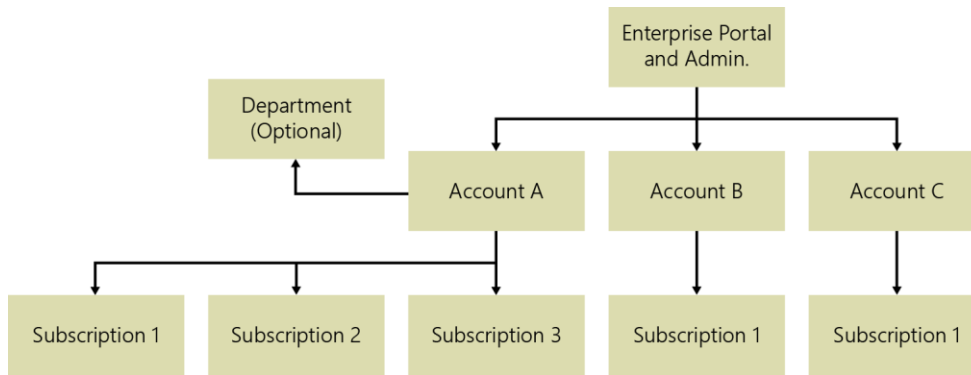 Enterprise Portal
and Admin.
Department
(Optional)
Account A
Account B
Account C
Subscription 1
Subscription 2
Subscription 3
Subscription 1
Subscription 1